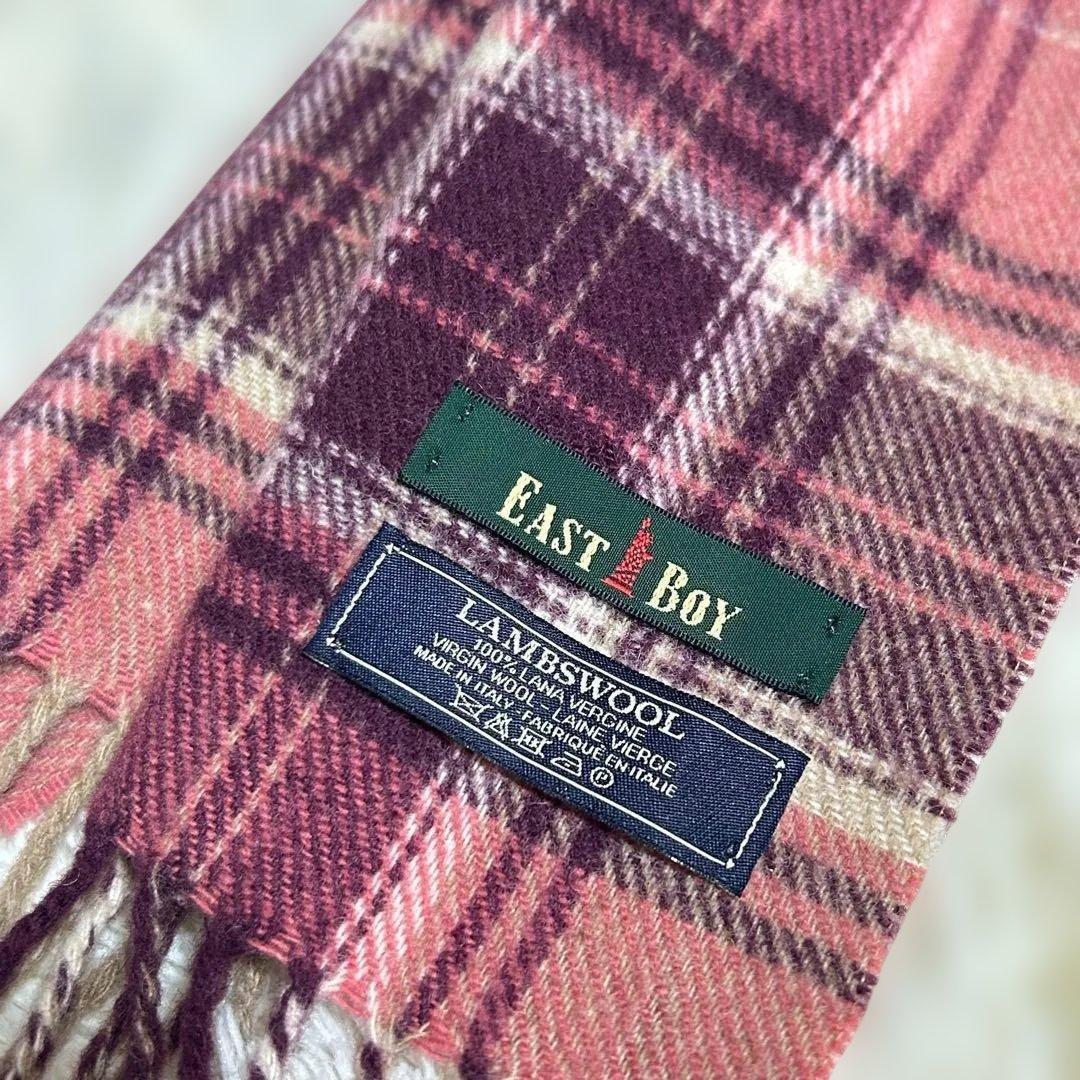 EAST BOY
LAMBSWOOL
100% LANA VERGINE
VIRGIN WOOL - LAINE VIERGE
MADE IN ITALY FABRIQUE EN ITALIE
P